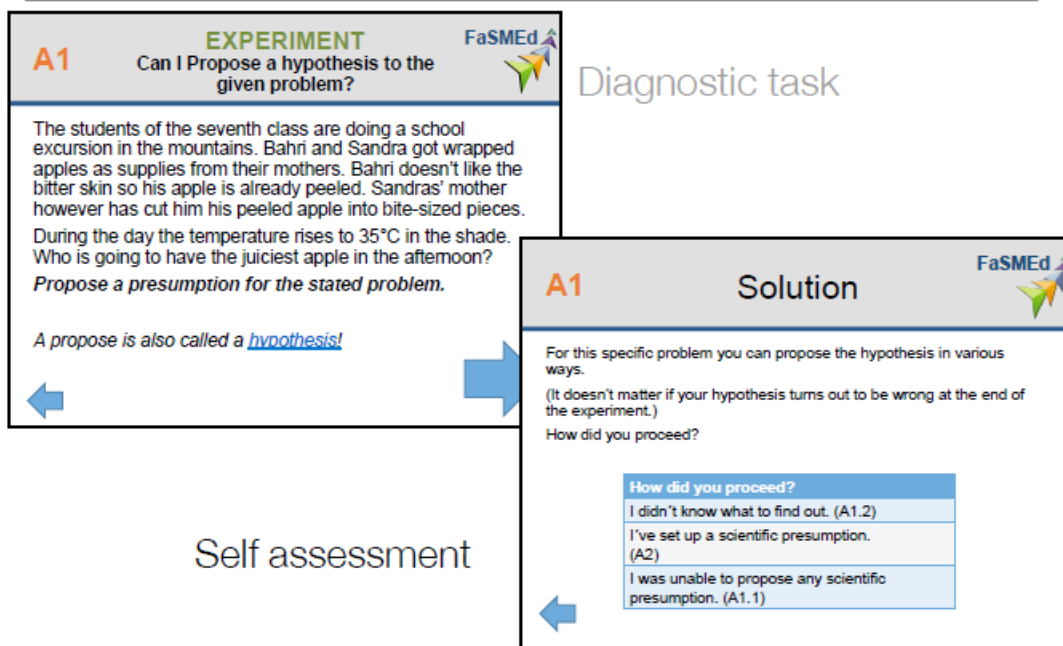 A1
EXPERIMENT
Can I Propose a hypothesis to the
given problem?
FaSMEd
Diagnostic task
The students of the seventh class are doing a school
excursion in the mountains. Bahri and Sandra got wrapped
apples as supplies from their mothers. Bahri doesn't like the
bitter skin so his apple is already peeled. Sandras' mother
however has cut him his peeled apple into bite-sized pieces.
During the day the temperature rises to 35°C in the shade.
Who is going to have the juiciest apple in the afternoon?
Propose a presumption for the stated problem.
A propose is also called a hypothesis!
A1
Solution
FaSMEd
For this specific problem you can propose the hypothesis in various
ways.
(It doesn't matter if your hypothesis turns out to be wrong at the end of
the experiment.)
How did you proceed?
How did you proceed?
I didn´t know what to find out. (A1.2)
I've set up a scientific presumption.
(A2)
I was unable to propose any scientific
presumption. (A1.1)
Self assessment